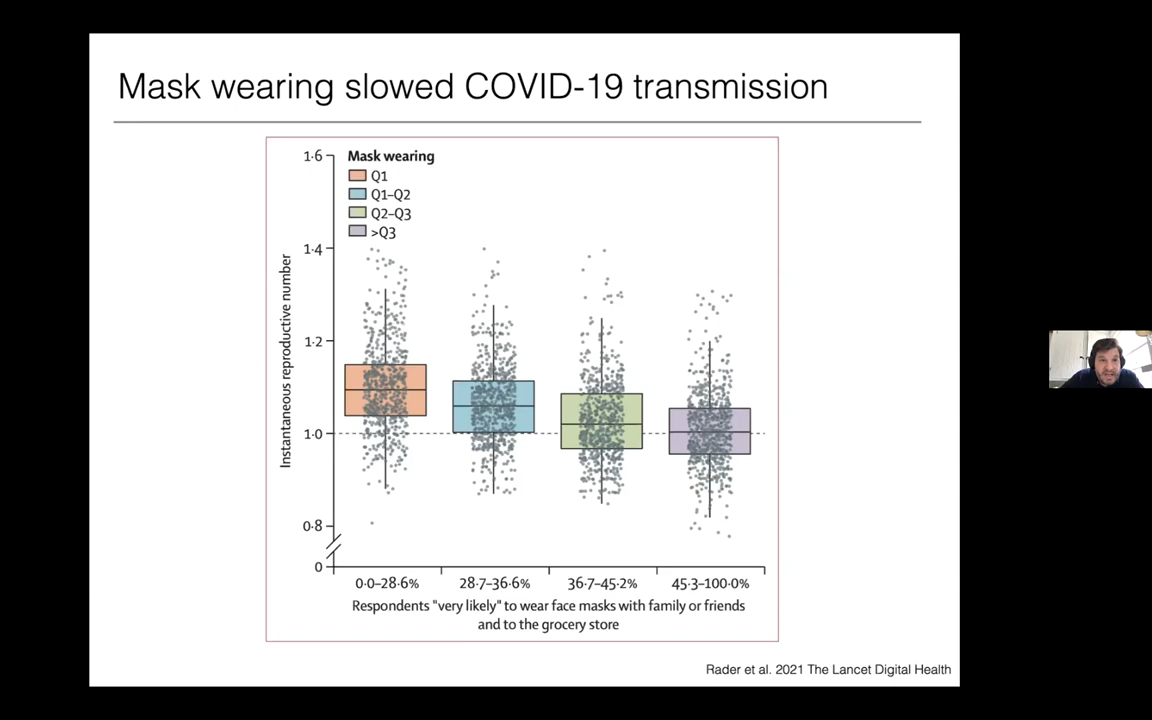 Mask wearing slowed COVID-19 transmission
Mask wearing
Q1
Q1–Q2
Q2–Q3
>Q3
Instantaneous reproductive number
1·6
1·4
1·2
1·0
0·8
0
0·0–28·6%
28·7–36·6%
36·7–45·2%
45·3–100·0%
Respondents "very likely" to wear face masks with family or friends
and to the grocery store
Rader et al. 2021 The Lancet Digital Health